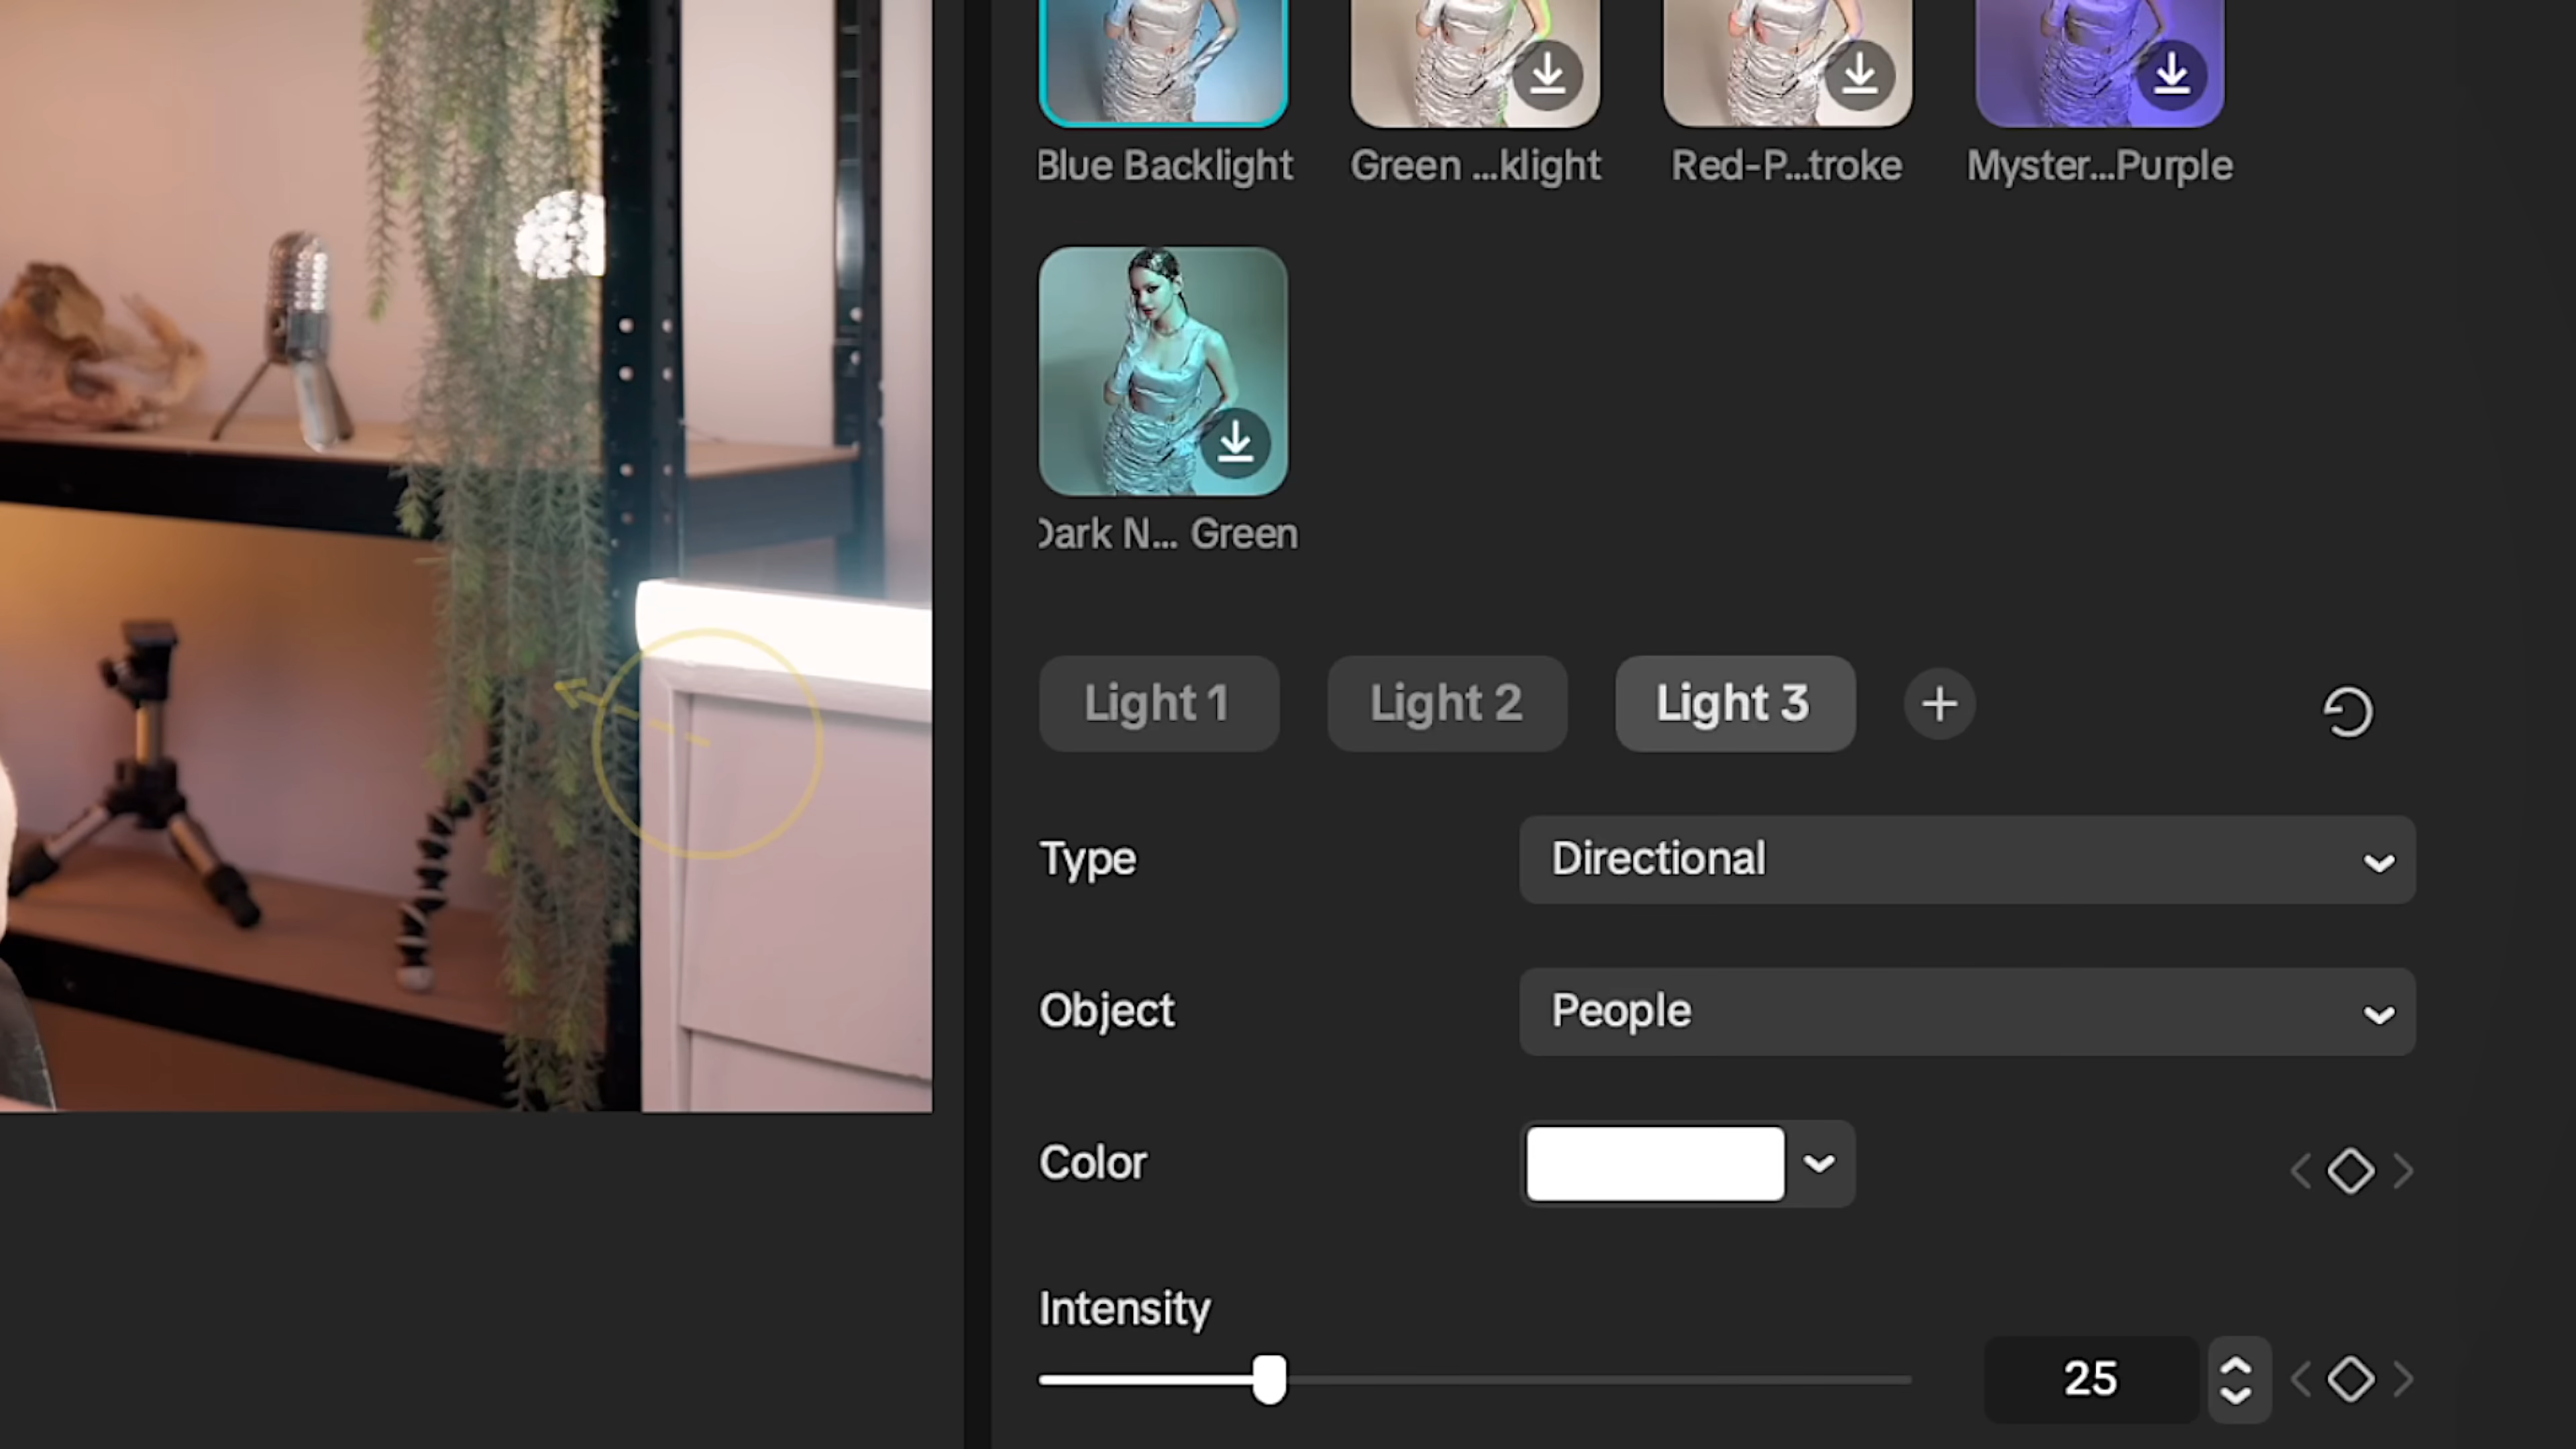 Blue Backlight
Green ...klight
Red-P...troke
Myster...Purple
Dark N... Green
Light 1
Light 2
Light 3
Type
Directional
Object
People
Color
Intensity
25